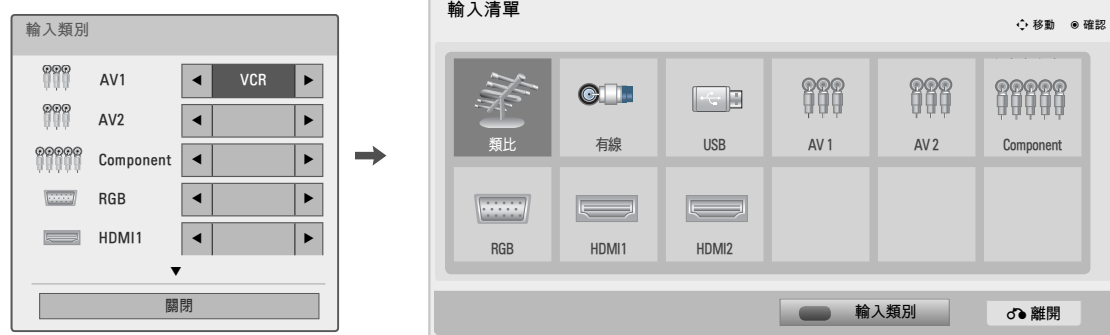 輸入類別
AV1 VCR
AV2
Component
RGB
HDMI1
關閉
輸入清單
移動 確認
類比 有線 USB AV 1 AV 2 Component
RGB HDMI1 HDMI2
輸入類別 離開